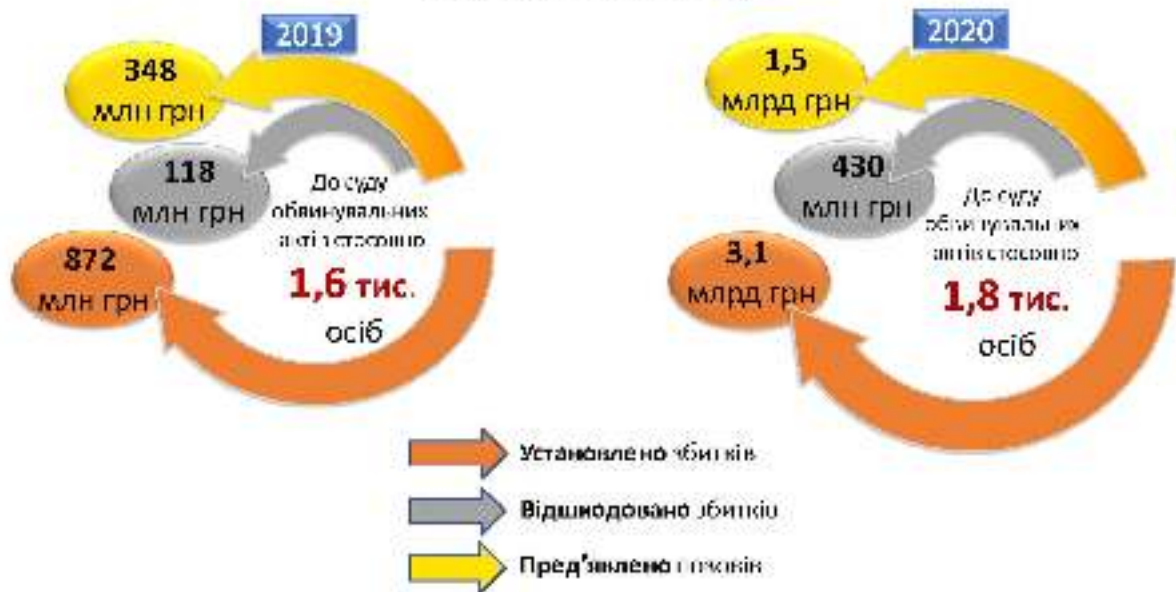 2019
348
млн грн
118
млн грн
872
млн грн
До суду
обвинувальних
актів стосовно
1,6 тис.
осіб
2020
1,5
млрд грн
430
млн грн
3,1
млрд грн
До суду
обвинувальних
актів стосовно
1,8 тис.
осіб
Установлено збитків
Відшкодовано збитків
Пред'явлено позовів